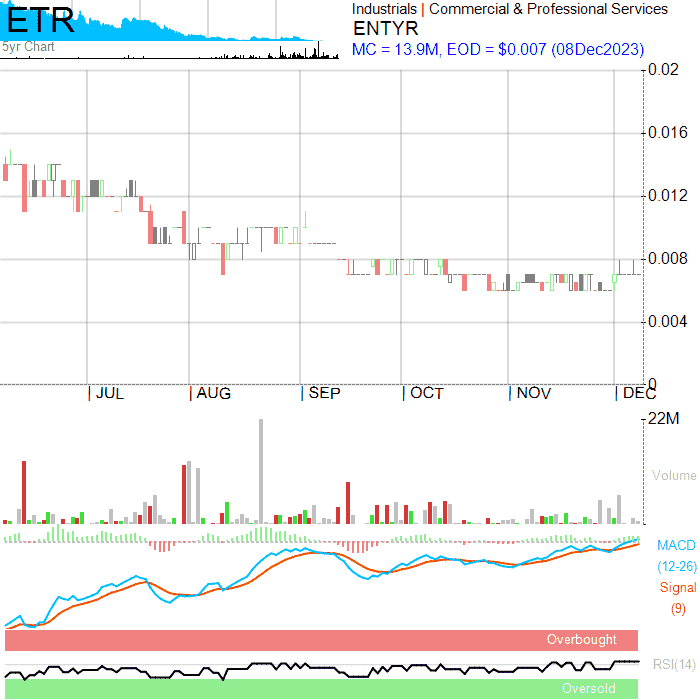 ETR
5yr Chart
Industrials | Commercial & Professional Services
ENTYR
MC = 13.9M, EOD = $0.007 (08Dec2023)
0.02
0.016
0.012
0.008
0.004
0
JUL AUG SEP OCT NOV DEC
22M
Volume
MACD
(12-26)
Signal
(9)
Overbought
RSI(14)
Oversold